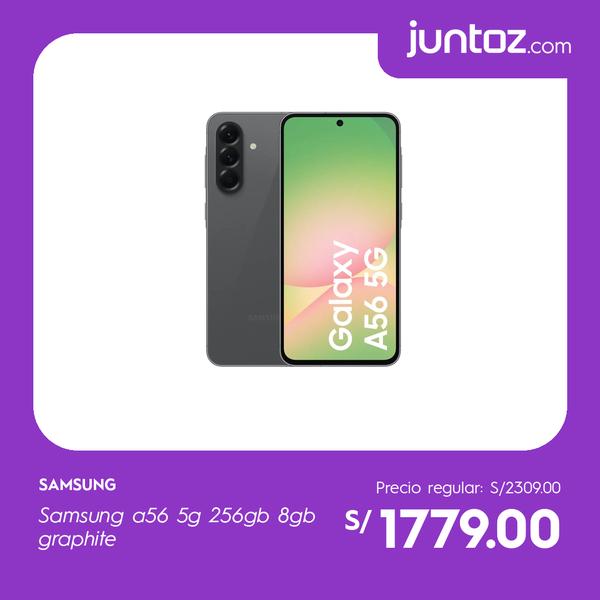 juntoz.com
Galaxy
A56 5G
SAMSUNG
SAMSUNG
Samsung a56 5g 256gb 8gb
graphite
Precio regular: S/2309.00
S/1779.00